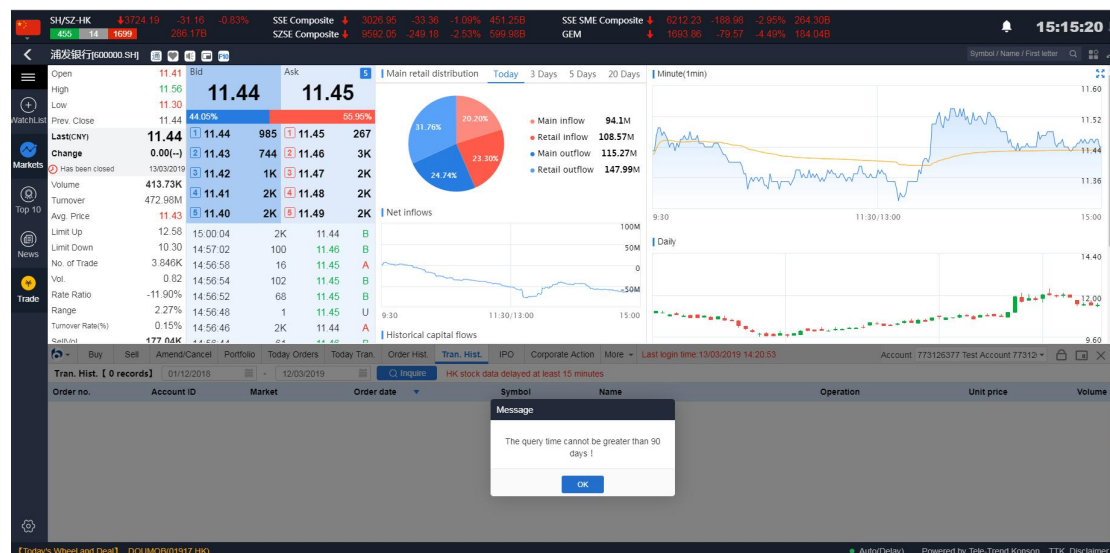 SH/SZ-HK 3724.19 -31.16 -0.83% SSE Composite 3026.95 -33.36 -1.09% 451.25B SSE SME Composite 6212.23 -188.98 -2.95% 264.30B
455 14 1699 286.17B SZSE Composite 9592.05 -249.18 -2.53% 599.98B GEM 1693.86 -79.57 -4.49% 184.04B
15:15:20
浦发银行[600000.SH] F10 Symbol / Name / First letter
WatchList
Markets
Top 10
News
Trade
Open 11.41
High 11.56
Low 11.30
Prev. Close 11.44
Last(CNY) 11.44
Change 0.00(--)
Has been closed 13/03/2019
Volume 413.73K
Turnover 472.98M
Avg. Price 11.43
Limit Up 12.58
Limit Down 10.30
No. of Trade 3.846K
Vol. 0.82
Rate Ratio -11.90%
Range 2.27%
Turnover Rate(%) 0.15%
SellVol 177.04K
Bid Ask 5
11.44 11.45
44.05% 55.95%
1 11.44 985 1 11.45 267
2 11.43 744 2 11.46 3K
3 11.42 1K 3 11.47 2K
4 11.41 2K 4 11.48 2K
5 11.40 2K 5 11.49 2K
15:00:04 2K 11.44 B
14:57:02 100 11.46 B
14:56:58 16 11.45 A
14:56:54 102 11.45 B
14:56:52 68 11.45 B
14:56:48 1 11.45 U
14:56:46 2K 11.44 A
Main retail distribution Today 3 Days 5 Days 20 Days
31.76% 20.20%
23.30%
24.74%
Main inflow 94.1M
Retail inflow 108.57M
Main outflow 115.27M
Retail outflow 147.99M
Net inflows
100M
50M
0
-50M
9:30 11:30/13:00 15:00
Historical capital flows
Minute(1min)
11.60
11.52
11.44
11.36
9:30 11:30/13:00 15:00
Daily
14.40
12.00
9.60
Buy Sell Amend/Cancel Portfolio Today Orders Today Tran. Order Hist. Tran. Hist. IPO Corporate Action More Last login time:13/03/2019 14:20:53 Account 773126377 Test Account 77312
Tran. Hist.【 0 records】 01/12/2018 - 12/03/2019 Inquire HK stock data delayed at least 15 minutes
Order no. Account ID Market Order date Symbol Name Operation Unit price Volume
Message
The query time cannot be greater than 90
days！
OK
【Today's Wheel and Deal】 DOUMOB(01917.HK) Auto(Delay) Powered by Tele-Trend Konson TTK Disclaimer